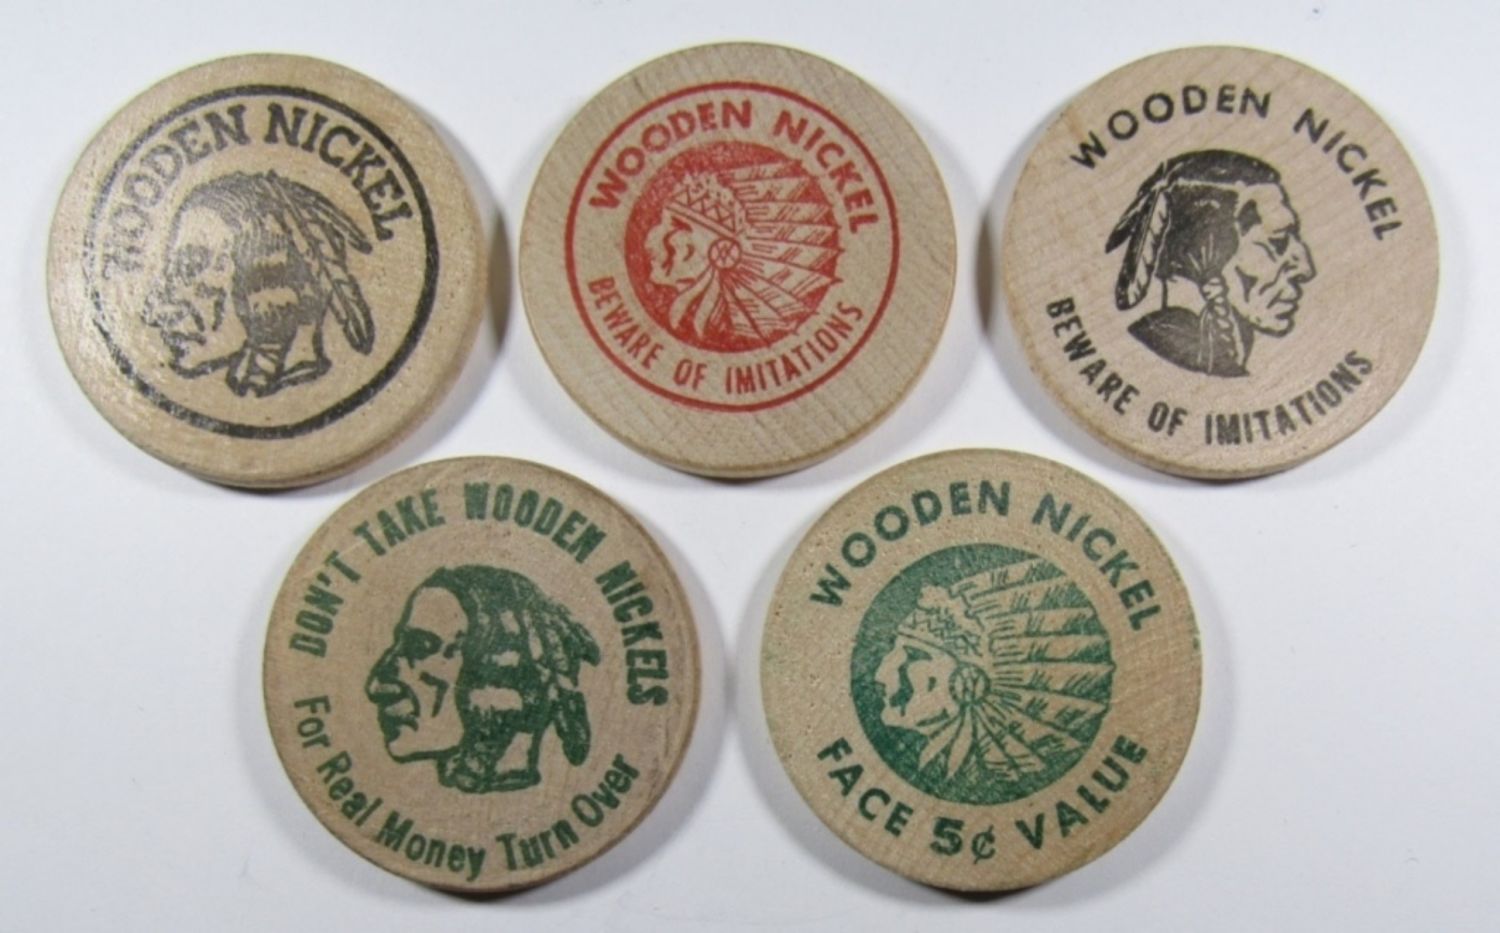 WOODEN NICKEL
WOODEN NICKEL
BEWARE OF IMITATIONS
WOODEN NICKEL
BEWARE OF IMITATIONS
DON'T TAKE WOODEN NICKELS
For Real Money Turn Over
WOODEN NICKEL
FACE 5¢ VALUE